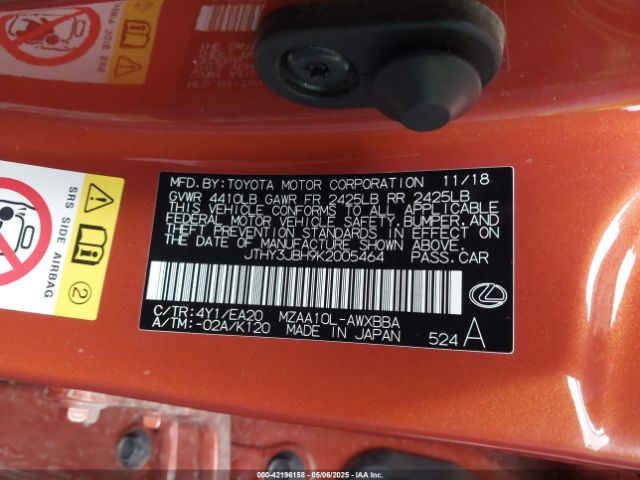 MFD. BY: TOYOTA MOTOR CORPORATION 11/18
GVWR 4410LB GAWR FR 2425LB RR 2425LB
THIS VEHICLE CONFORMS TO ALL APPLICABLE
FEDERAL MOTOR VEHICLE SAFETY, BUMPER, AND
THEFT PREVENTION STANDARDS IN EFFECT ON
THE DATE OF MANUFACTURE SHOWN ABOVE.
JTHY3JBH9K2005464 PASS.CAR
C/TR: 4Y1/EA20 MZAA10L-AWXBBA
A/TM: -02A/K120 MADE IN JAPAN 524 A
SRS SIDE AIRBAG
000-42196158 - 05/06/2025 - IAA Inc.